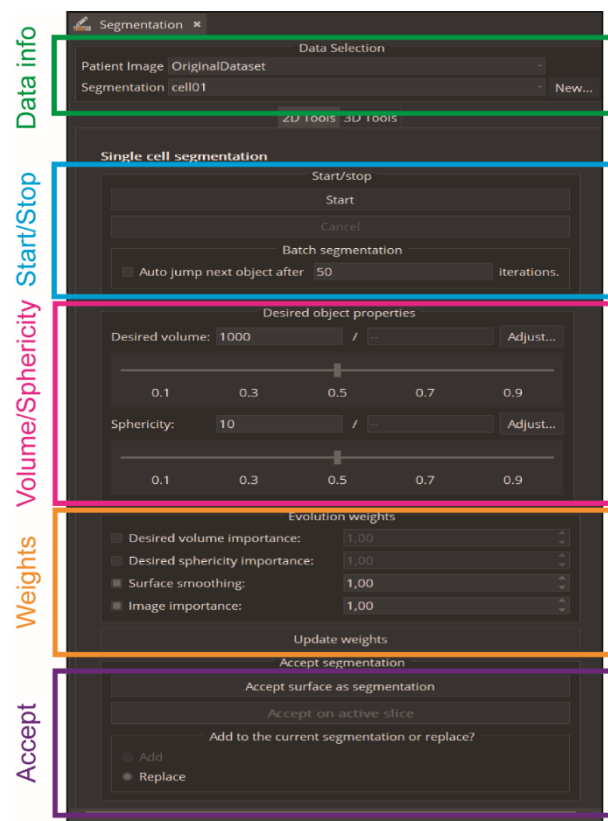 Segmentation ×
Data info
Data Selection
Patient Image OriginalDataset
Segmentation cell01 New...
2D Tools 3D Tools
Single cell segmentation
Start/Stop
Start/stop
Start
Cancel
Batch segmentation
Auto jump next object after 50 iterations.
Volume/Sphericity
Desired object properties
Desired volume: 1000 / -- Adjust...
0.1 0.3 0.5 0.7 0.9
Sphericity: 10 / -- Adjust...
0.1 0.3 0.5 0.7 0.9
Weights
Evolution weights
Desired volume importance: 1,00
Desired sphericity importance: 1,00
Surface smoothing: 1,00
Image importance: 1,00
Update weights
Accept
Accept segmentation
Accept surface as segmentation
Accept on active slice
Add to the current segmentation or replace?
Add
Replace